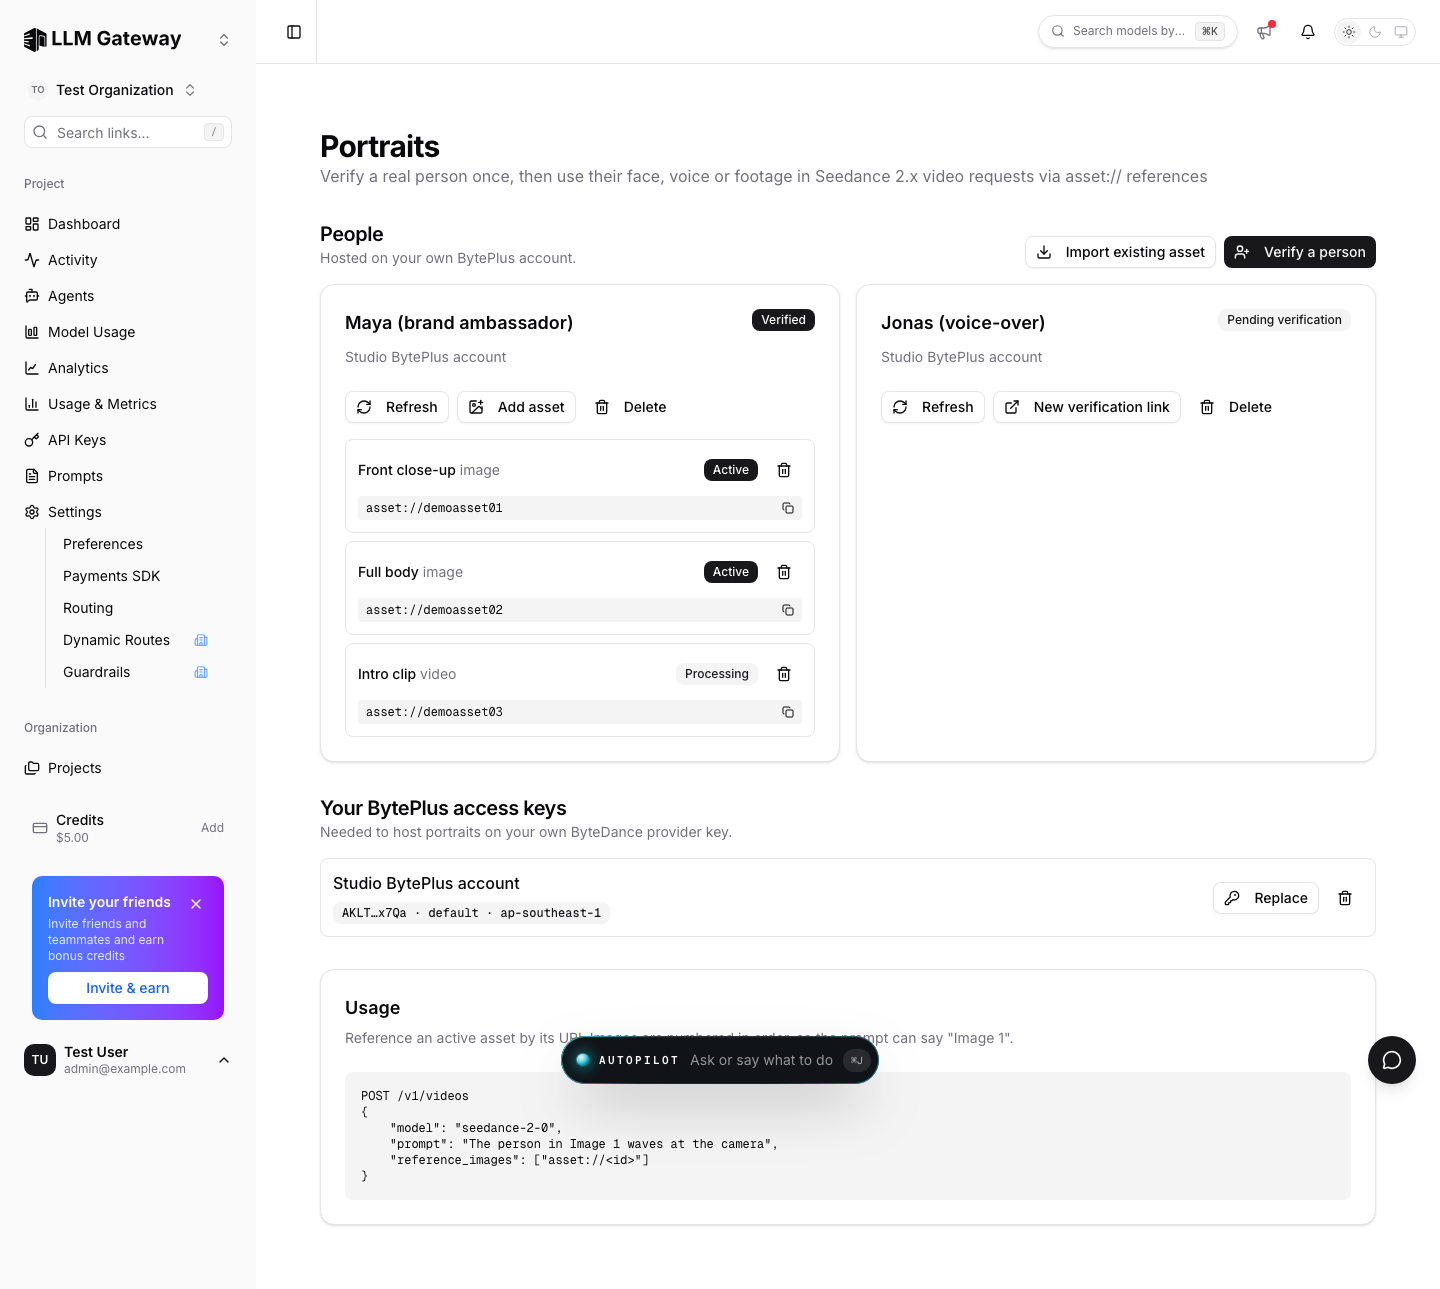 LLM Gateway
TO Test Organization
Search links... /
Project
Dashboard
Activity
Agents
Model Usage
Analytics
Usage & Metrics
API Keys
Prompts
Settings
Preferences
Payments SDK
Routing
Dynamic Routes
Guardrails
Organization
Projects
Credits
$5.00
Add
Invite your friends
Invite friends and
teammates and earn
bonus credits
Invite & earn
TU Test User
admin@example.com
Search models by... ⌘K
Portraits
Verify a real person once, then use their face, voice or footage in Seedance 2.x video requests via asset:// references
People
Hosted on your own BytePlus account.
Import existing asset
Verify a person
Maya (brand ambassador) Verified
Studio BytePlus account
Refresh Add asset Delete
Front close-up image Active
asset://demoasset01
Full body image Active
asset://demoasset02
Intro clip video Processing
asset://demoasset03
Jonas (voice-over) Pending verification
Studio BytePlus account
Refresh New verification link Delete
Your BytePlus access keys
Needed to host portraits on your own ByteDance provider key.
Studio BytePlus account
AKLT…x7Qa · default · ap-southeast-1
Replace
Usage
Reference an active asset by its URI. Images are numbered in order, so the prompt can say "Image 1".
AUTOPILOT Ask or say what to do ⌘J
POST /v1/videos
{
"model": "seedance-2-0",
"prompt": "The person in Image 1 waves at the camera",
"reference_images": ["asset://<id>"]
}